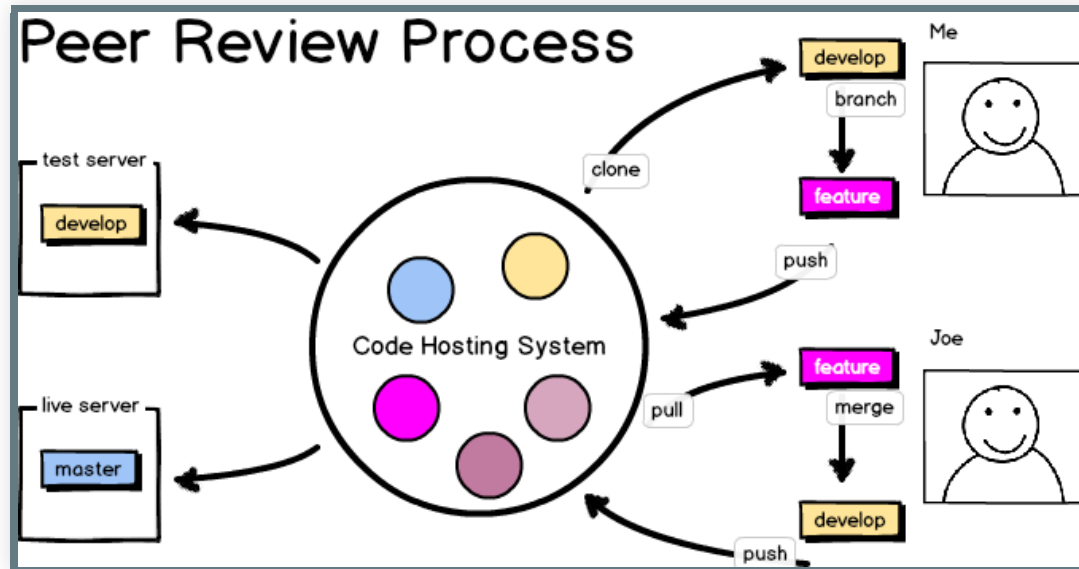 Peer Review Process
Me
develop
branch
clone
feature
test server
develop
push
Code Hosting System
Joe
feature
pull
merge
live server
master
develop
push